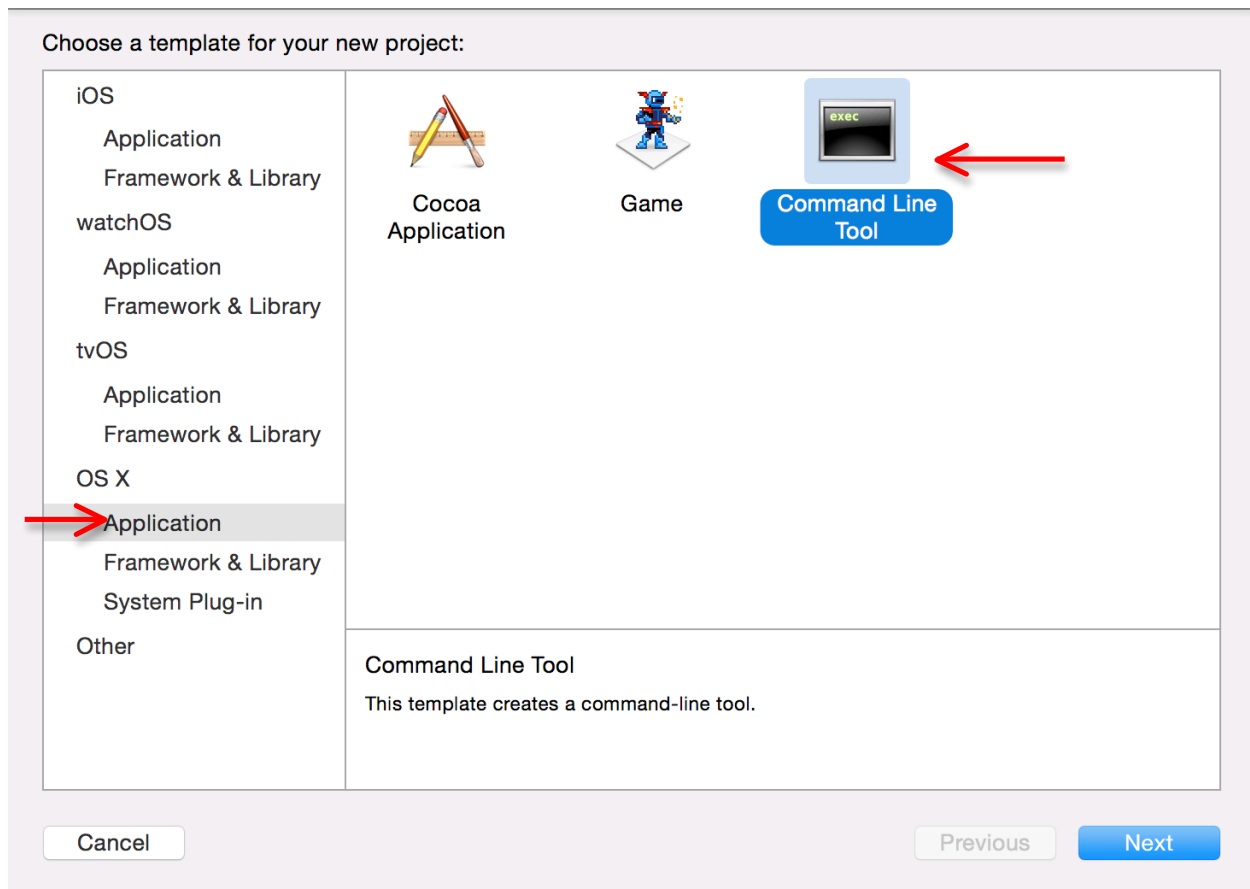 Choose a template for your new project:
iOS
Application
Framework & Library
watchOS
Application
Framework & Library
tvOS
Application
Framework & Library
OS X
Application
Framework & Library
System Plug-in
Other
Cocoa
Application
Game
exec
Command Line
Tool
Command Line Tool
This template creates a command-line tool.
Cancel
Previous
Next